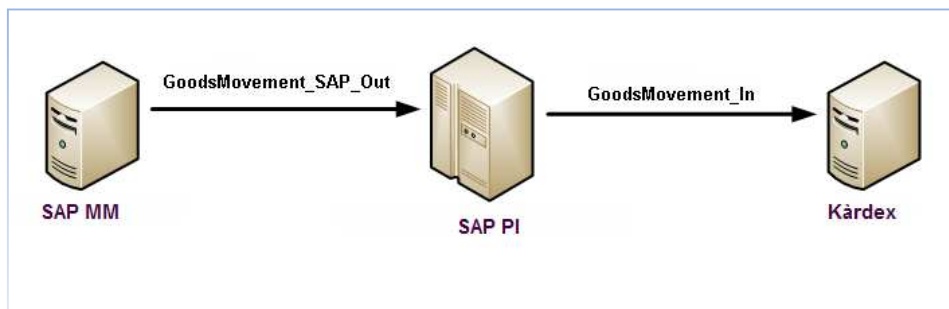 GoodsMovement_SAP_Out
GoodsMovement_In
SAP MM
SAP PI
Kàrdex